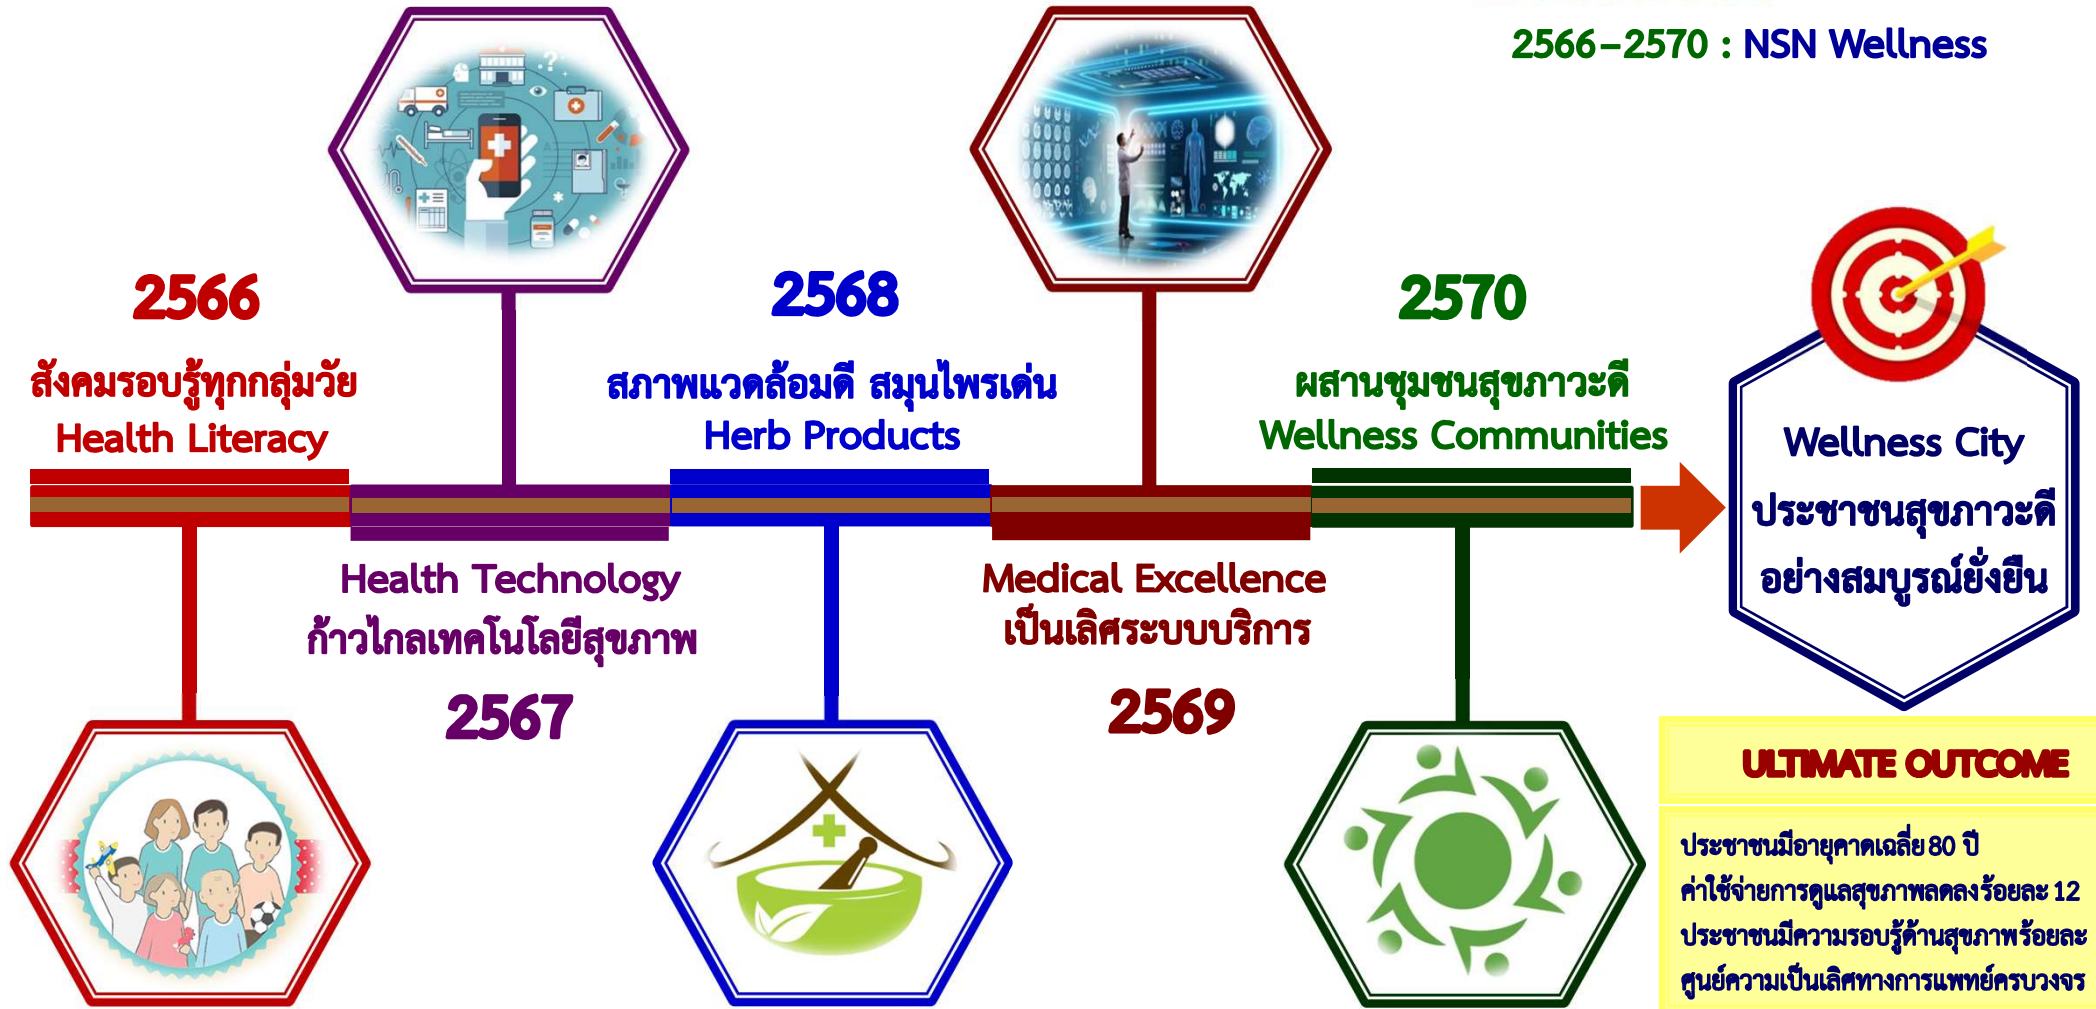 2566-2570 : NSN Wellness
2566
สังคมรอบรู้ทุกกลุ่มวัย
Health Literacy
Health Technology
ก้าวไกลเทคโนโลยีสุขภาพ
2567
2568
สภาพแวดล้อมดี สมุนไพรเด่น
Herb Products
Medical Excellence
เป็นเลิศระบบบริการ
2569
2570
ผสานชุมชนสุขภาวะดี
Wellness Communities
Wellness City
ประชาชนสุขภาวะดี
อย่างสมบูรณ์ยั่งยืน
ULTIMATE OUTCOME
ประชาชนมีอายุคาดเฉลี่ย 80 ปี
ค่าใช้จ่ายการดูแลสุขภาพลดลงร้อยละ 12
ประชาชนมีความรอบรู้ด้านสุขภาพร้อยละ
ศูนย์ความเป็นเลิศทางการแพทย์ครบวงจร